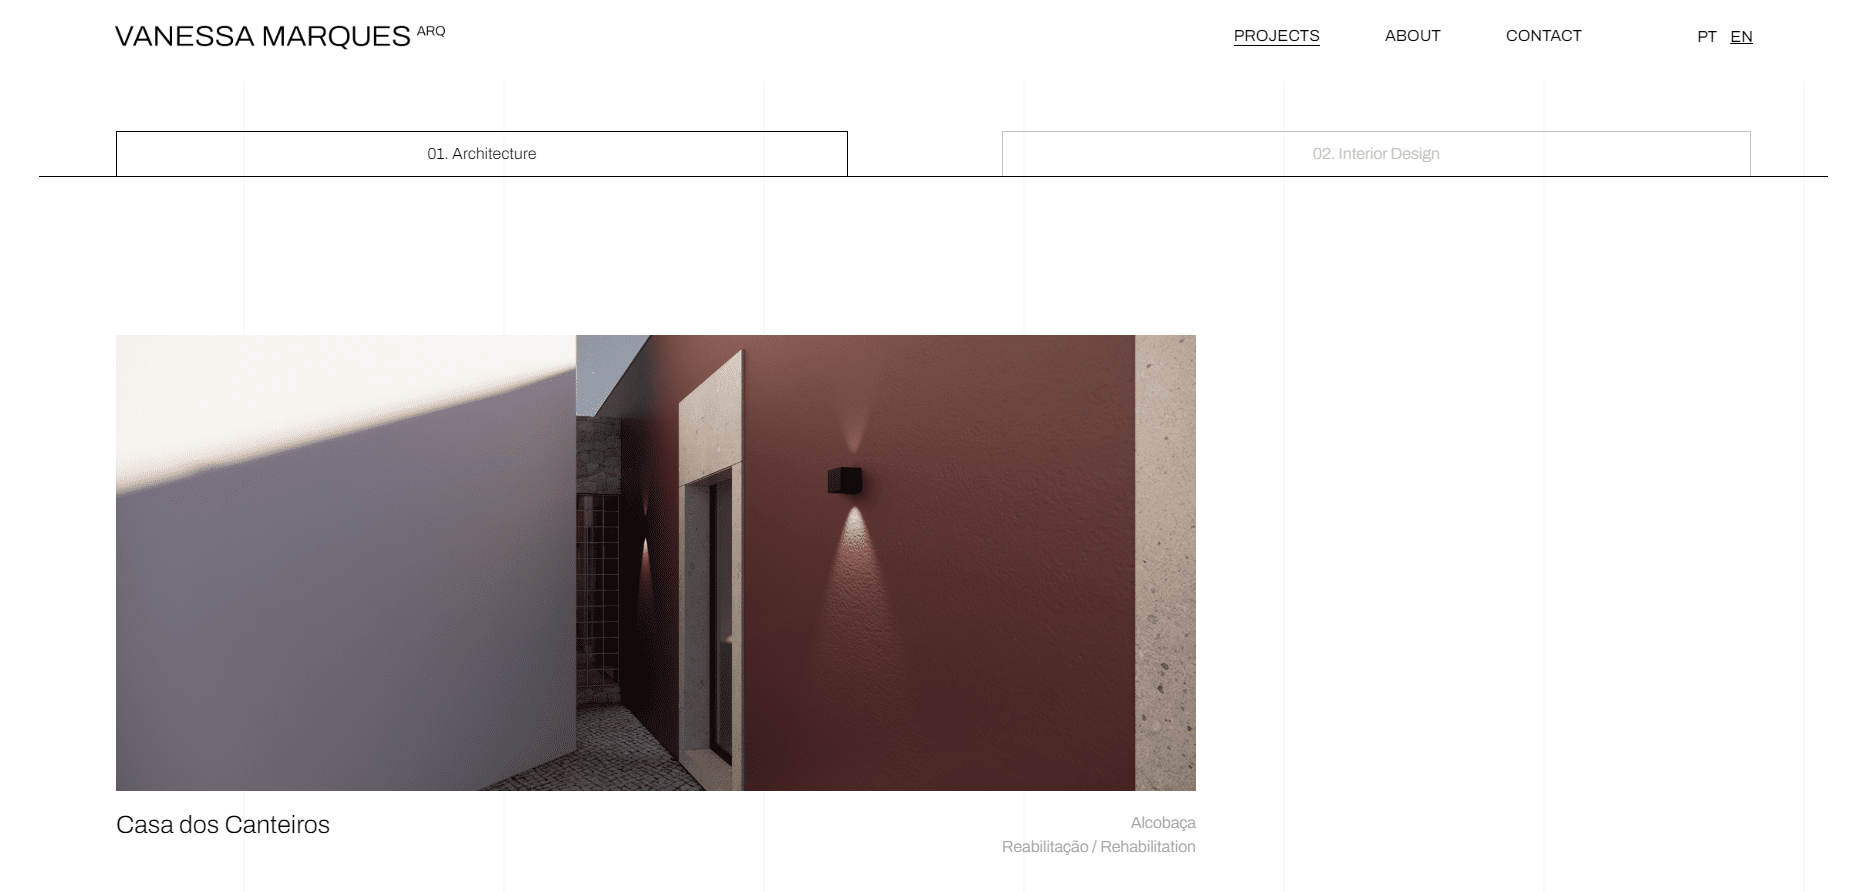 VANESSA MARQUES ARQ
PROJECTS ABOUT CONTACT PT EN
01. Architecture
02. Interior Design
Casa dos Canteiros
Alcobaça
Reabilitação / Rehabilitation